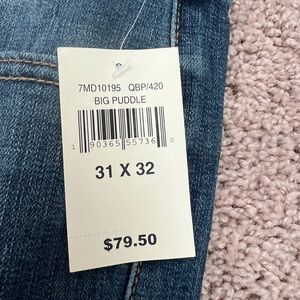 7MD10195 QBP/420
BIG PUDDLE
1 90365 55736 0
31 X 32
$79.50